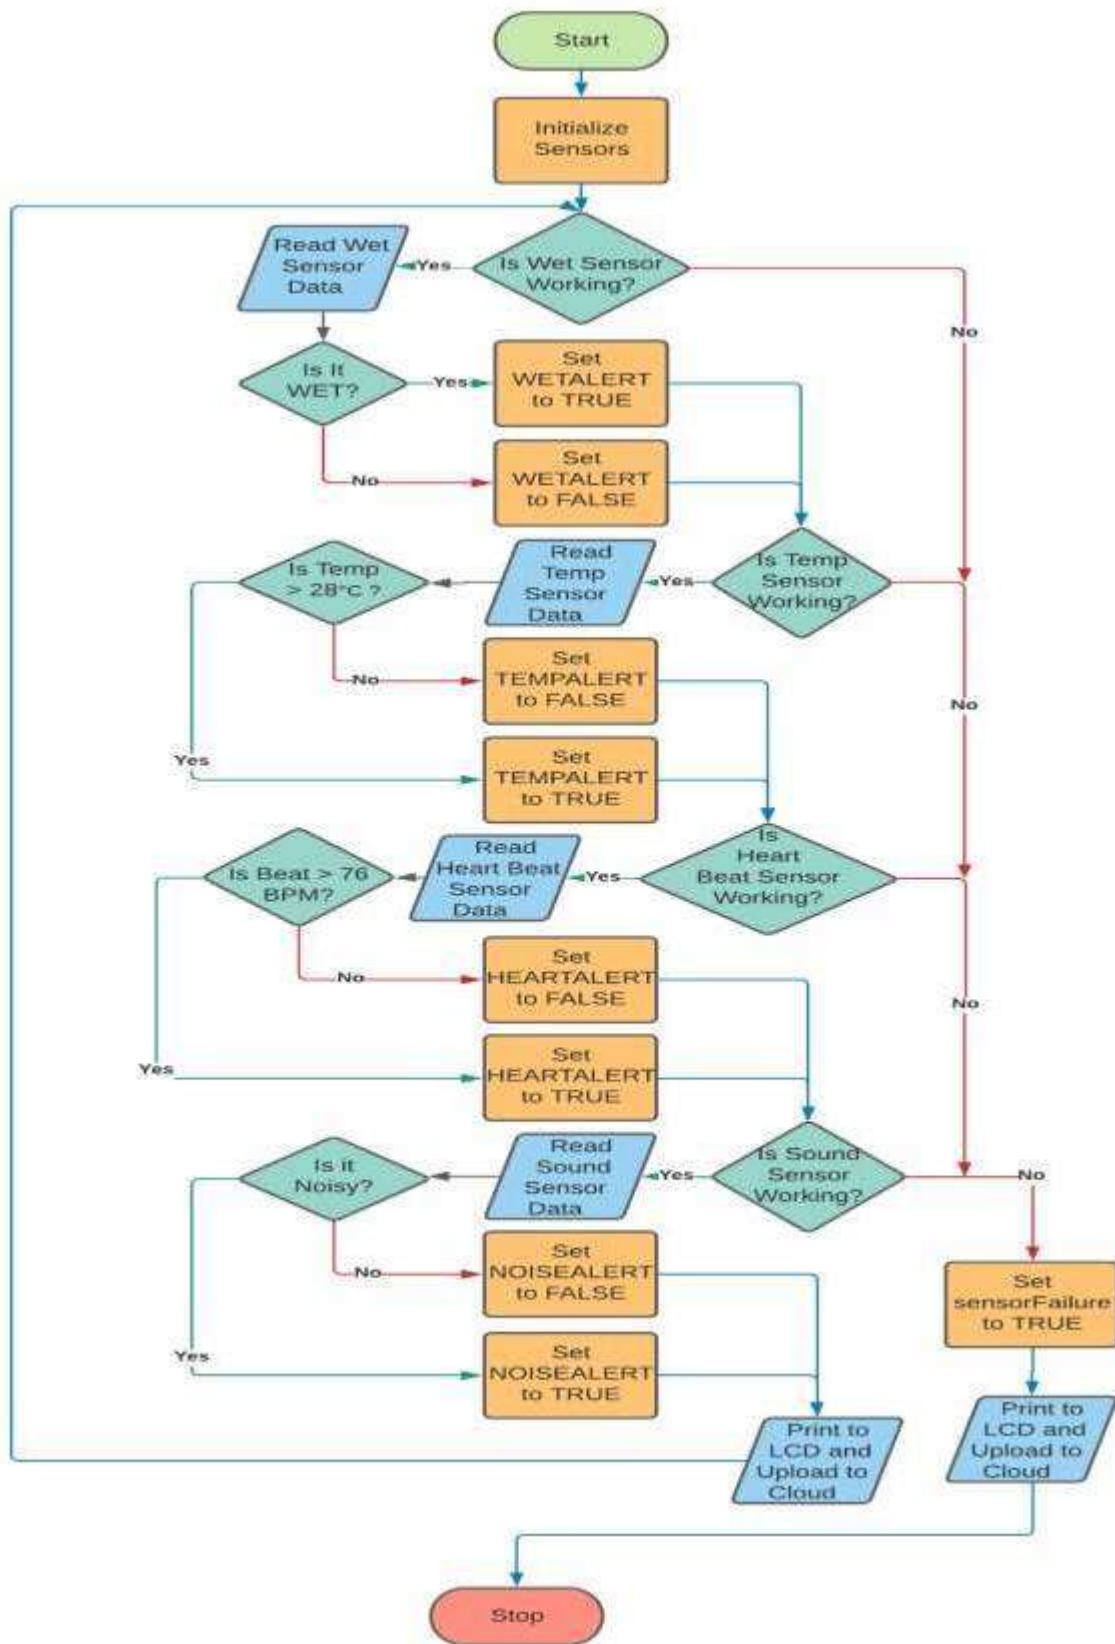 Start
Initialize
Sensors
Is Wet Sensor
Working?
Yes
No
Read Wet
Sensor
Data
Is It
WET?
Yes
Set
WETALERT
to TRUE
No
Set
WETALERT
to FALSE
Is Temp
Sensor
Working?
Yes
No
Read
Temp
Sensor
Data
Is Temp
> 28°C ?
No
Set
TEMPALERT
to FALSE
Yes
Set
TEMPALERT
to TRUE
Is
Heart
Beat Sensor
Working?
Yes
No
Read
Heart Beat
Sensor
Data
Is Beat > 76
BPM?
No
Set
HEARTALERT
to FALSE
Yes
Set
HEARTALERT
to TRUE
Is Sound
Sensor
Working?
Yes
No
Read
Sound
Sensor
Data
Is it
Noisy?
No
Set
NOISEALERT
to FALSE
Yes
Set
NOISEALERT
to TRUE
Set
sensorFailure
to TRUE
Print to
LCD and
Upload to
Cloud
Print to
LCD and
Upload to
Cloud
Stop